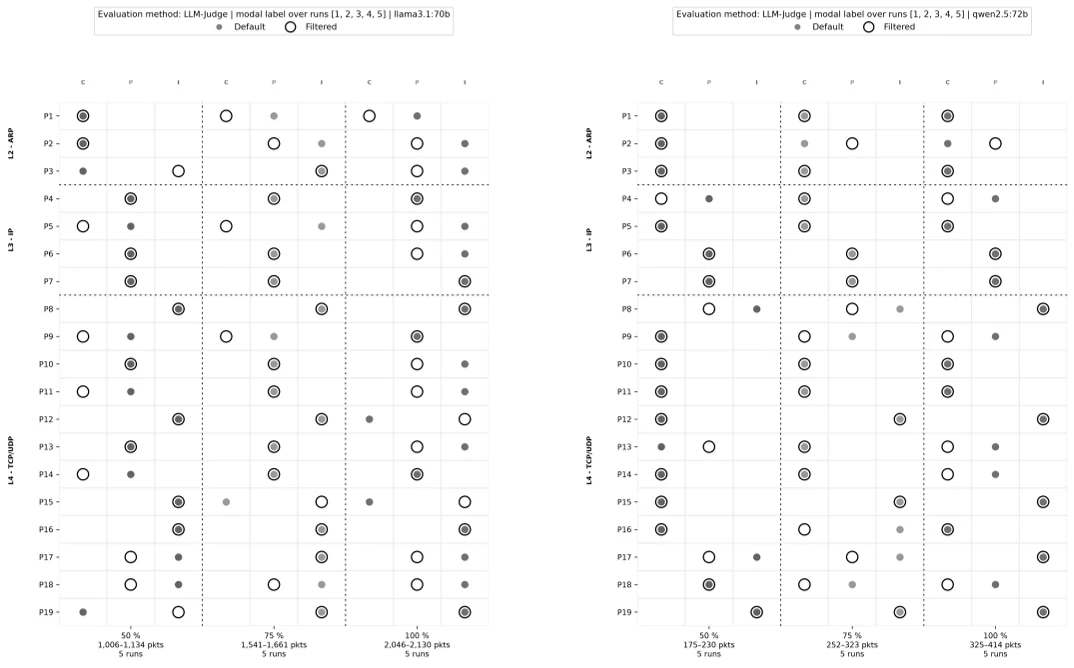 Evaluation method: LLM-Judge | modal label over runs [1, 2, 3, 4, 5] | llama3.1:70b
Default Filtered
C P I C P I C P I
L2 - ARP
L3 - IP
L4 - TCP/UDP
P1
P2
P3
P4
P5
P6
P7
P8
P9
P10
P11
P12
P13
P14
P15
P16
P17
P18
P19
50 % 75 % 100 %
1,006–1,134 pkts 1,541–1,661 pkts 2,046–2,130 pkts
5 runs 5 runs 5 runs
Evaluation method: LLM-Judge | modal label over runs [1, 2, 3, 4, 5] | qwen2.5:72b
Default Filtered
C P I C P I C P I
L2 - ARP
L3 - IP
L4 - TCP/UDP
P1
P2
P3
P4
P5
P6
P7
P8
P9
P10
P11
P12
P13
P14
P15
P16
P17
P18
P19
50 % 75 % 100 %
175–230 pkts 252–323 pkts 325–414 pkts
5 runs 5 runs 5 runs